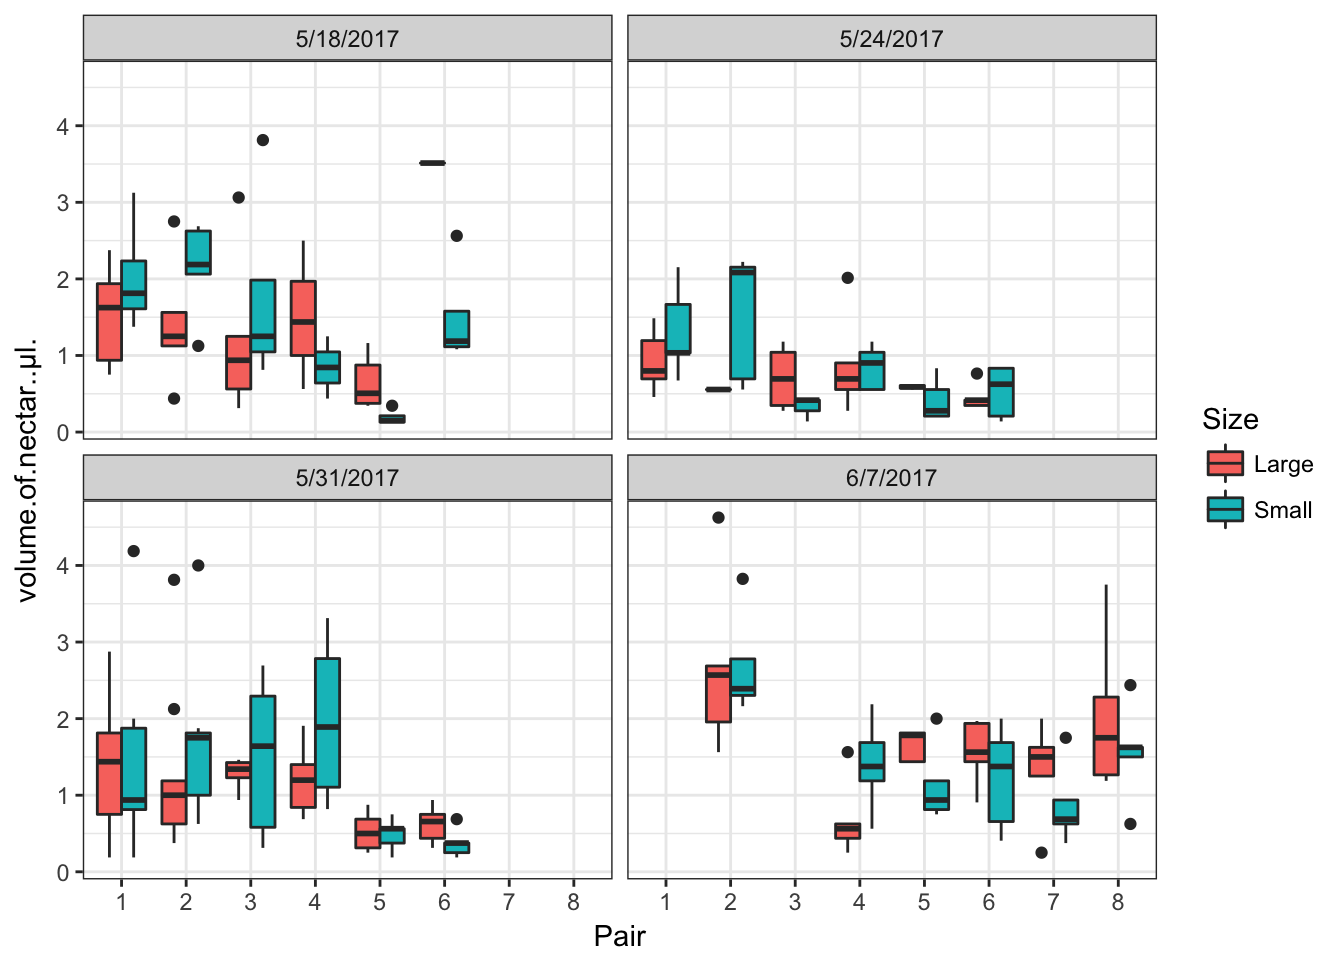 5/18/2017
5/24/2017
4
3
2
1
0
5/31/2017
6/7/2017
4
3
2
1
0
1 2 3 4 5 6 7 8
1 2 3 4 5 6 7 8
Pair
volume.of.nectar..µl.
Size
Large
Small